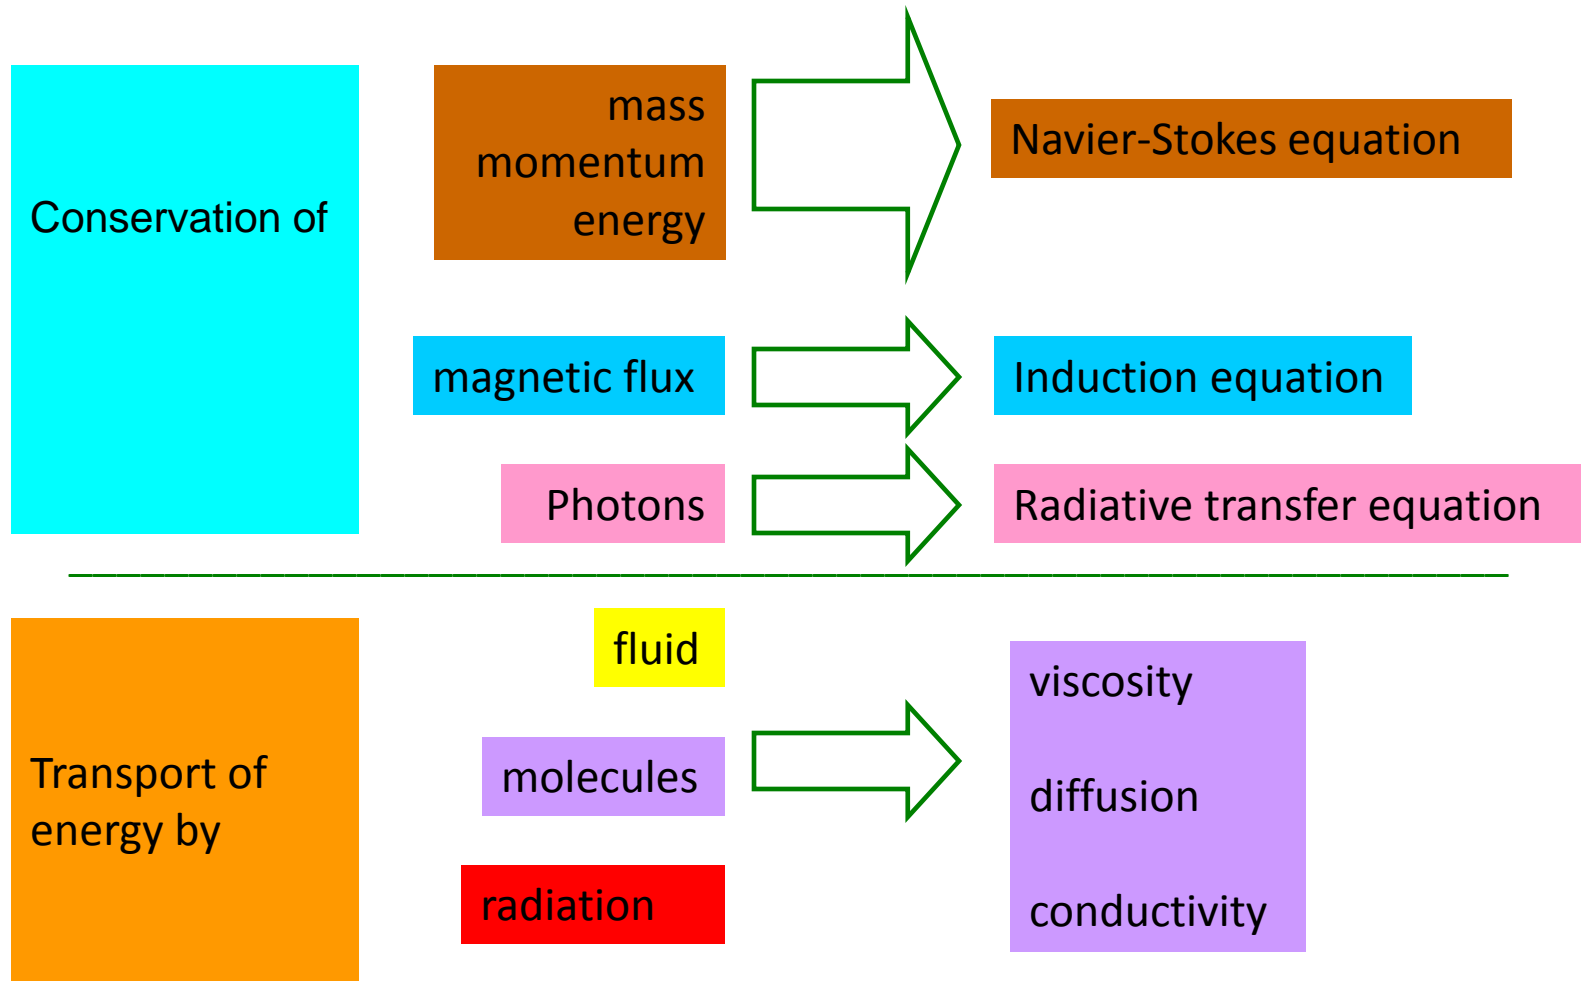 Conservation of
mass
momentum
energy
Navier-Stokes equation
magnetic flux
Induction equation
Photons
Radiative transfer equation
Transport of
energy by
fluid
molecules
radiation
viscosity
diffusion
conductivity